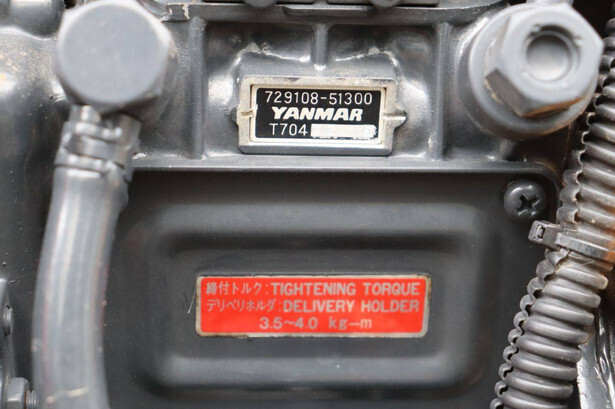 729108-51300
YANMAR
T704
締付トルク:TIGHTENING TORQUE
デリベリホルダ:DELIVERY HOLDER
3.5~4.0 kg-m